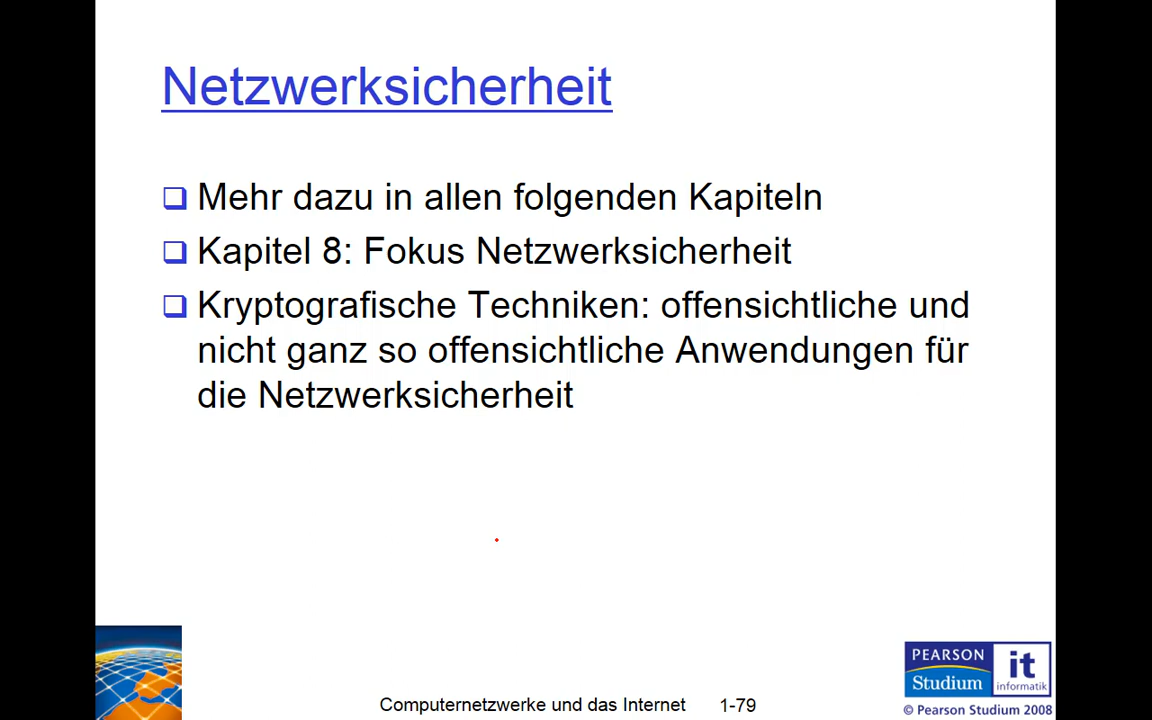 Netzwerksicherheit
Mehr dazu in allen folgenden Kapiteln
Kapitel 8: Fokus Netzwerksicherheit
Kryptografische Techniken: offensichtliche und
nicht ganz so offensichtliche Anwendungen für
die Netzwerksicherheit
Computernetzwerke und das Internet 1-79
PEARSON
Studium
it
informatik
© Pearson Studium 2008